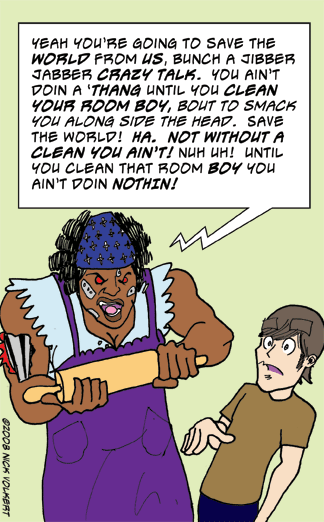 YEAH YOU'RE GOING TO SAVE THE
WORLD FROM US, BUNCH A JIBBER
JABBER CRAZY TALK. YOU AIN'T
DOIN A 'THANG UNTIL YOU CLEAN
YOUR ROOM BOY, BOUT TO SMACK
YOU ALONG SIDE THE HEAD. SAVE
THE WORLD! HA. NOT WITHOUT A
CLEAN YOU AIN'T! NUH UH! UNTIL
YOU CLEAN THAT ROOM BOY YOU
AIN'T DOIN NOTHIN!
©2008 NICK VOLKERT